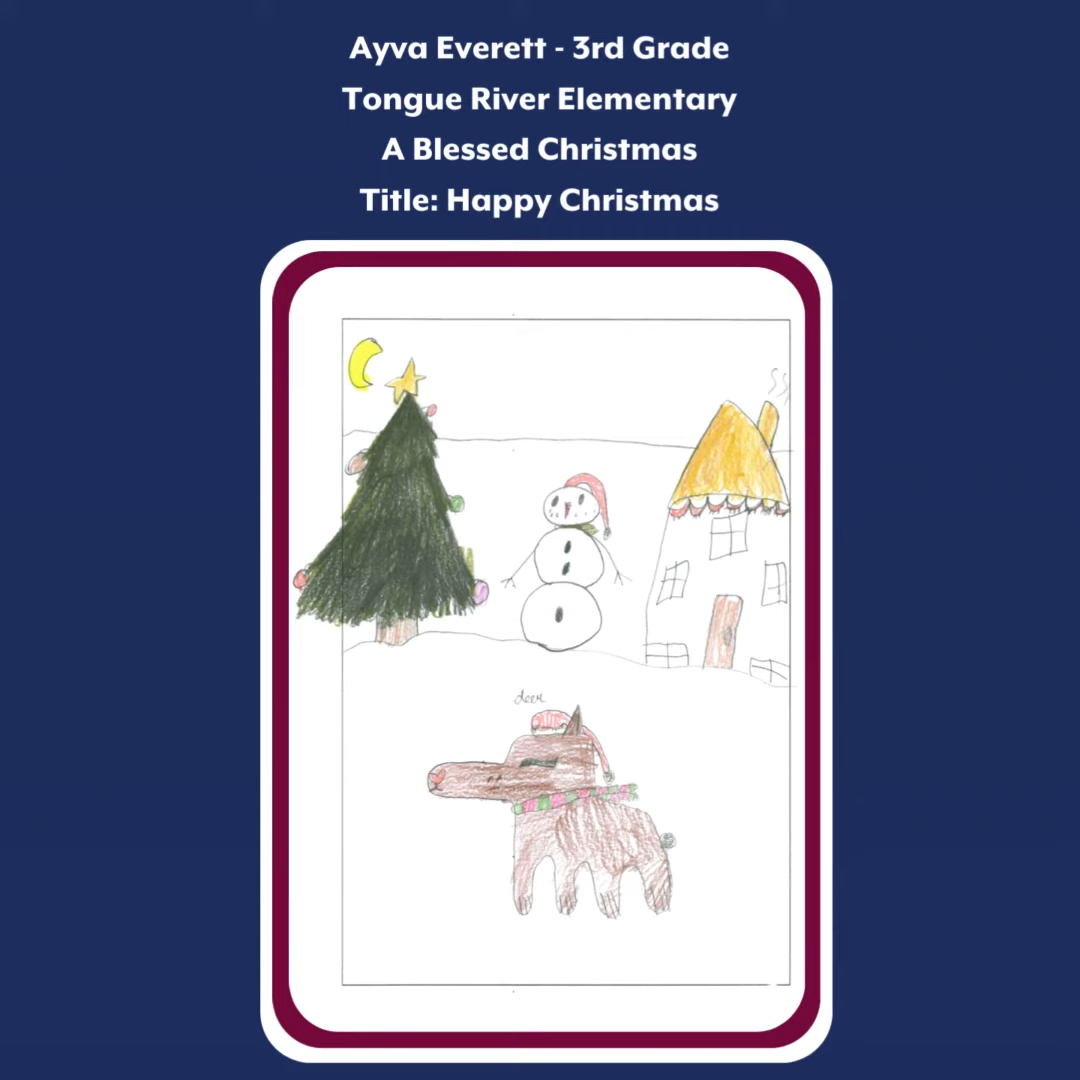 Ayva Everett - 3rd Grade
Tongue River Elementary
A Blessed Christmas
Title: Happy Christmas
deer